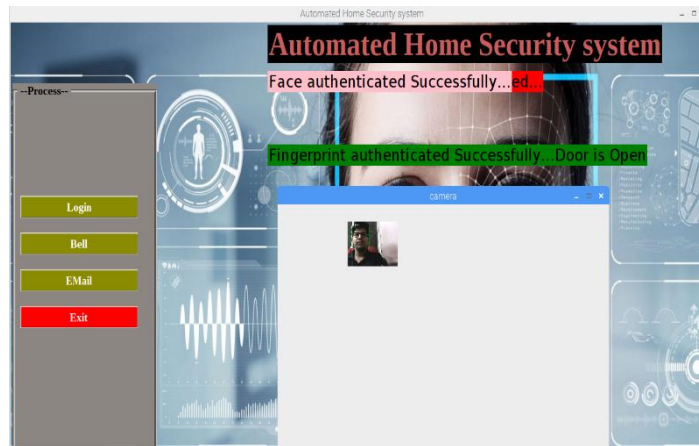 Automated Home Security system
Automated Home Security system
Face authenticated Successfully...ed...
--Process--
Fingerprint authenticated Successfully...Door is Open
camera
Login
Bell
EMail
Exit